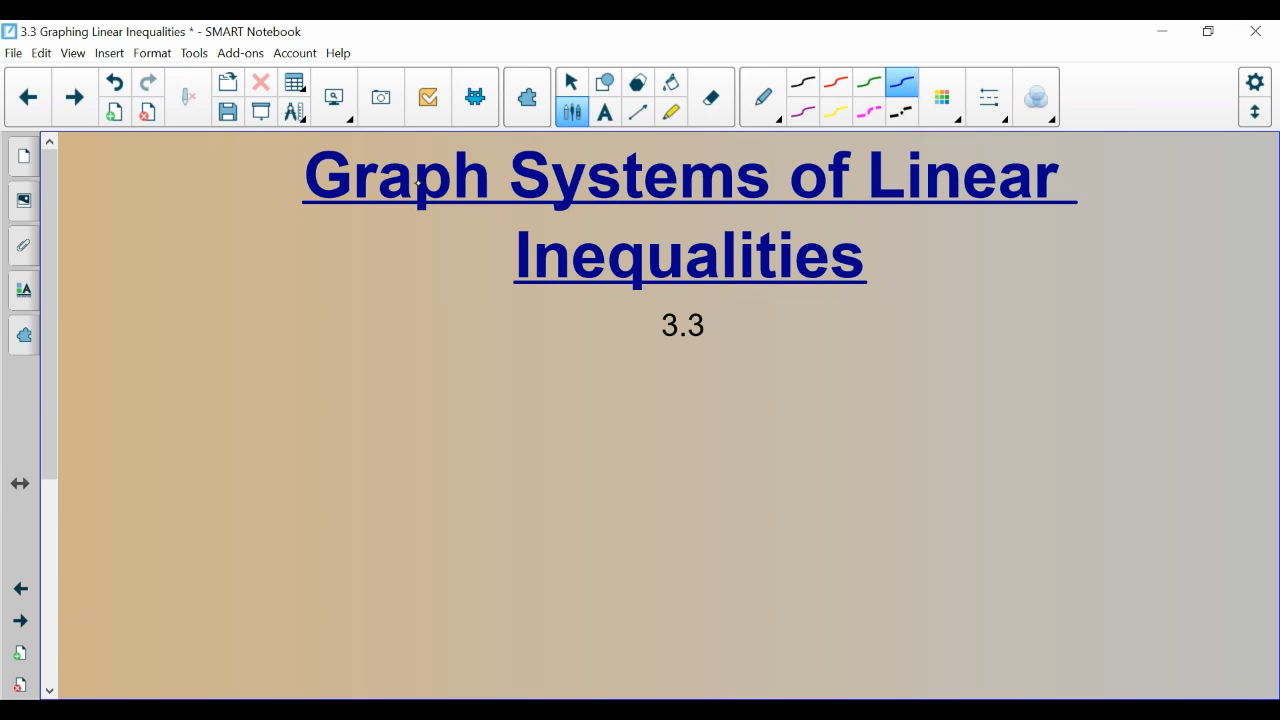 3.3 Graphing Linear Inequalities * - SMART Notebook
File Edit View Insert Format Tools Add-ons Account Help
Graph Systems of Linear
Inequalities
3.3